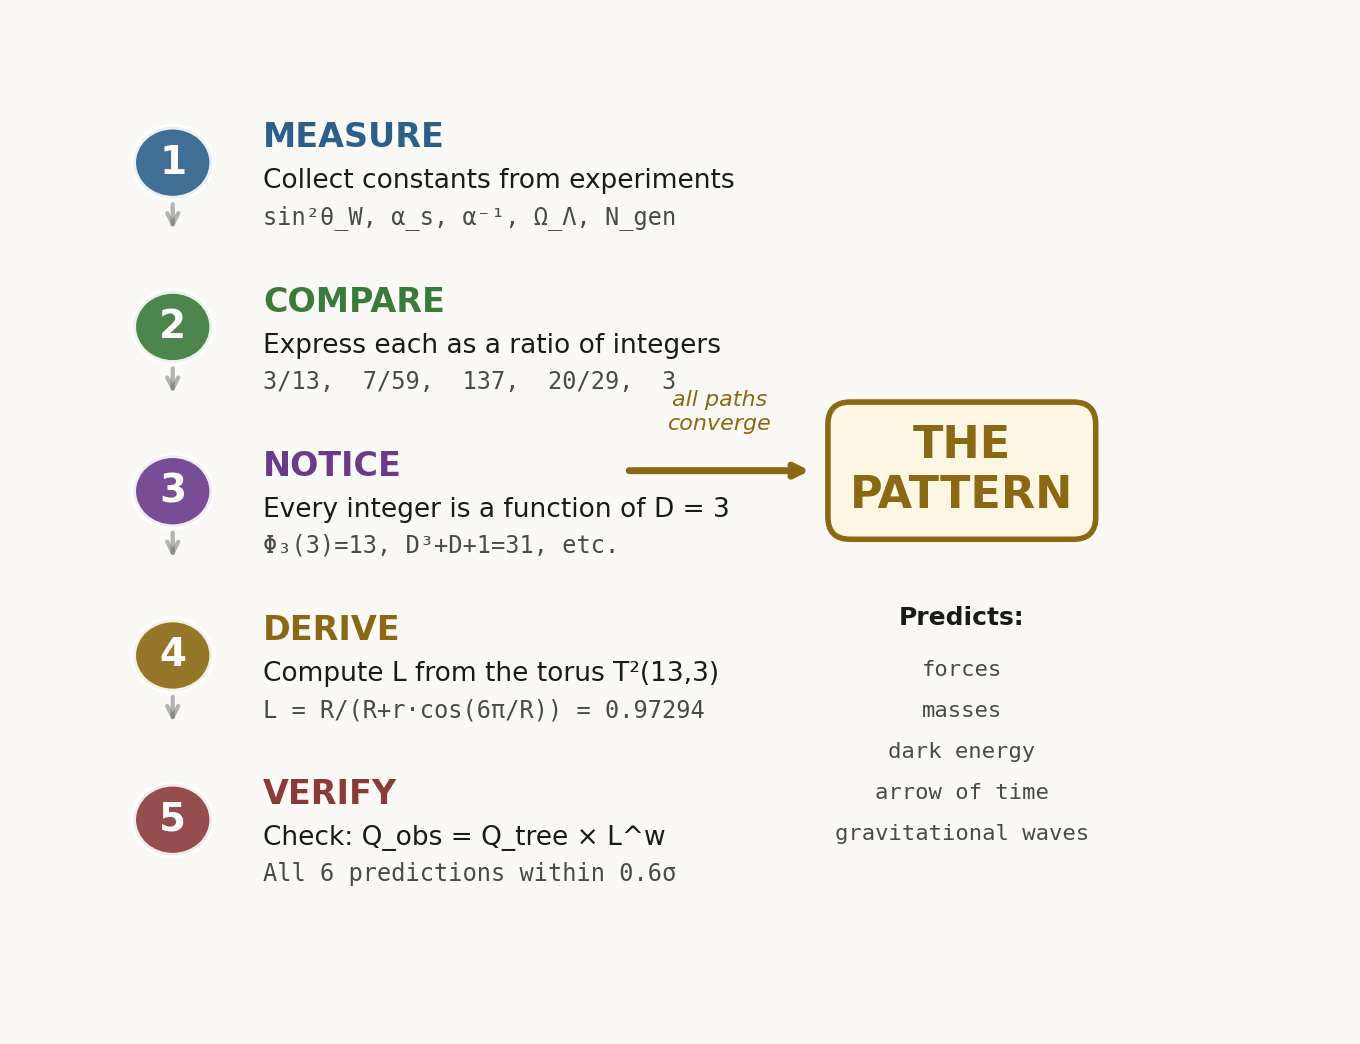 1
MEASURE
Collect constants from experiments
sin²θ_W, α_s, α⁻¹, Ω_Λ, N_gen
2
COMPARE
Express each as a ratio of integers
3/13, 7/59, 137, 20/29, 3
3
NOTICE
Every integer is a function of D = 3
Φ₃(3)=13, D³+D+1=31, etc.
4
DERIVE
Compute L from the torus T²(13,3)
L = R/(R+r·cos(6π/R)) = 0.97294
5
VERIFY
Check: Q_obs = Q_tree × L^w
All 6 predictions within 0.6σ
all paths
converge
THE
PATTERN
Predicts:
forces
masses
dark energy
arrow of time
gravitational waves